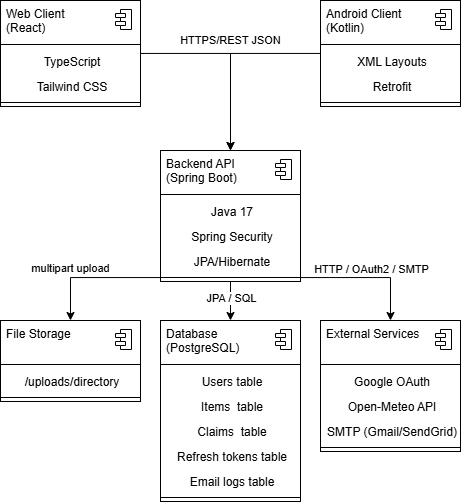 Web Client
(React)
TypeScript
Tailwind CSS
HTTPS/REST JSON
Android Client
(Kotlin)
XML Layouts
Retrofit
Backend API
(Spring Boot)
Java 17
Spring Security
JPA/Hibernate
multipart upload
JPA / SQL
HTTP / OAuth2 / SMTP
File Storage
/uploads/directory
Database
(PostgreSQL)
Users table
Items  table
Claims  table
Refresh tokens table
Email logs table
External Services
Google OAuth
Open-Meteo API
SMTP (Gmail/SendGrid)